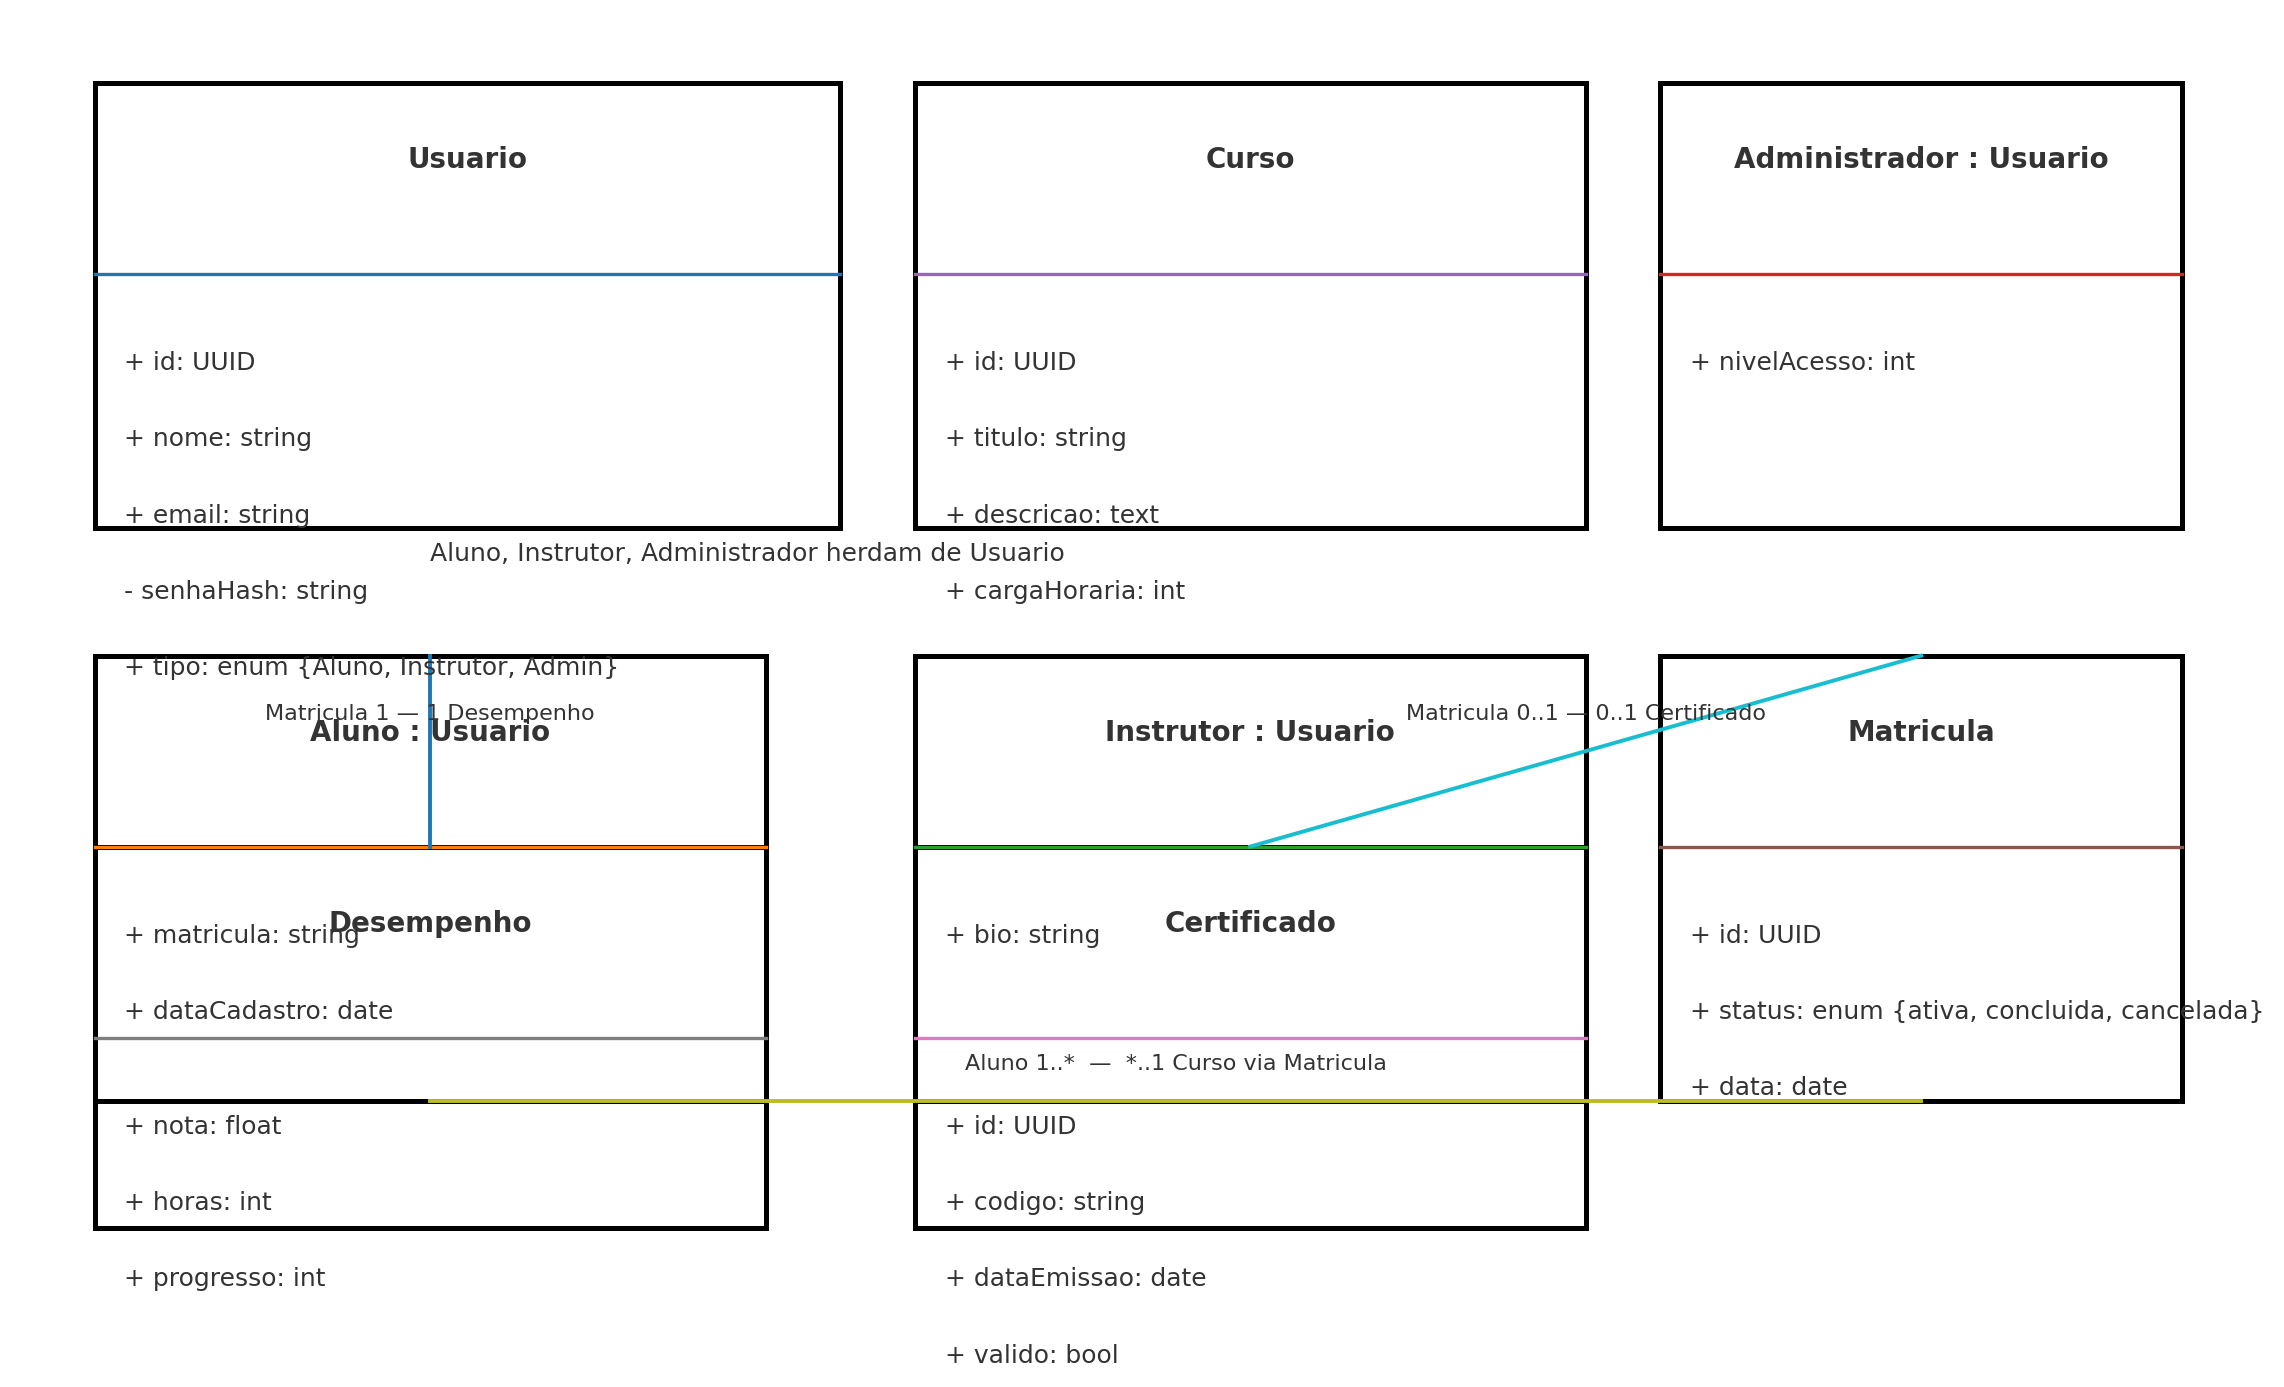 Usuario
+ id: UUID
+ nome: string
+ email: string
- senhaHash: string
+ tipo: enum {Aluno, Instrutor, Admin}
Curso
+ id: UUID
+ titulo: string
+ descricao: text
+ cargaHoraria: int
Administrador : Usuario
+ nivelAcesso: int
Aluno, Instrutor, Administrador herdam de Usuario
Matricula 1 — 1 Desempenho
Aluno : Usuario
+ matricula: string
+ dataCadastro: date
Instrutor : Usuario
+ bio: string
Matricula 0..1 — 0..1 Certificado
Matricula
+ id: UUID
+ status: enum {ativa, concluida, cancelada}
+ data: date
Desempenho
+ nota: float
+ horas: int
+ progresso: int
Certificado
Aluno 1..* — *..1 Curso via Matricula
+ id: UUID
+ codigo: string
+ dataEmissao: date
+ valido: bool